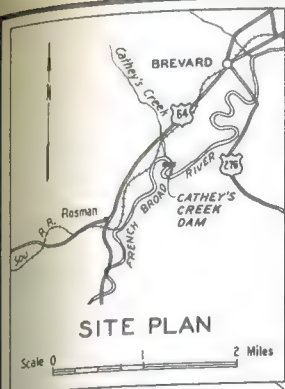 Cathey's Creek
BREVARD
N
64
276
FRENCH BROAD RIVER
CATHEY'S
CREEK
DAM
Rosman
SOU. R.R.
SITE PLAN
Scale 0 1 2 Miles